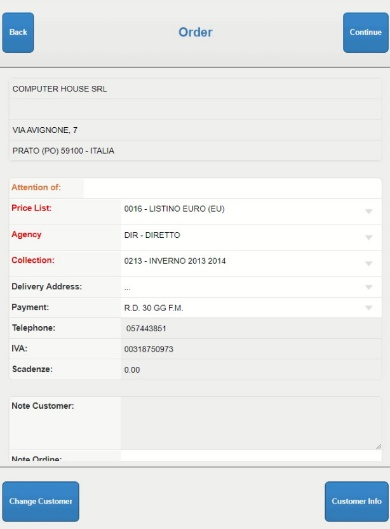 Back
Order
Continue
COMPUTER HOUSE SRL
VIA AVIGNONE, 7
PRATO (PO) 59100 - ITALIA
Attention of:
Price List: 0016 - LISTINO EURO (EU)
Agency DIR - DIRETTO
Collection: 0213 - INVERNO 2013 2014
Delivery Address: ...
Payment: R.D. 30 GG F.M.
Telephone: 057443851
IVA: 00318750973
Scadenze: 0.00
Note Customer:
Note Ordine:
Change Customer
Customer Info